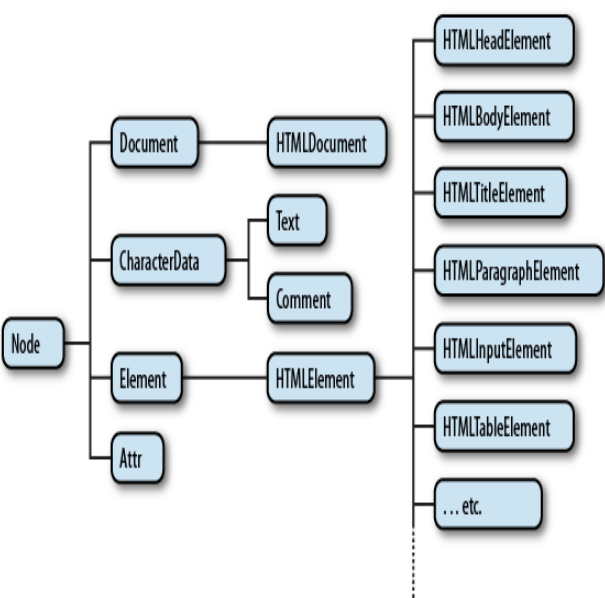 Node
Document
HTMLDocument
CharacterData
Text
Comment
Element
HTMLElement
Attr
HTMLHeadElement
HTMLBodyElement
HTMLTitleElement
HTMLParagraphElement
HTMLInputElement
HTMLTableElement
. . . etc.